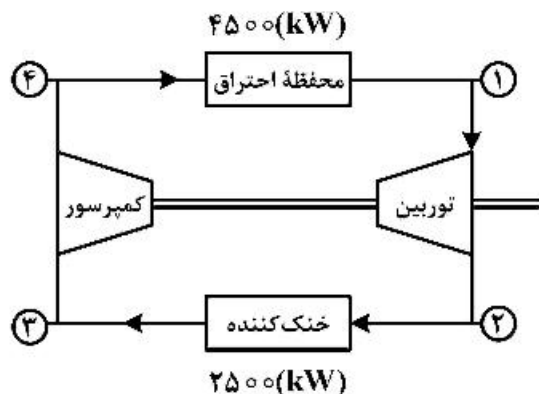 ۴۵۰۰(kW)
۴ محفظهٔ احتراق ۱
کمپرسور توربین
۳ خنک‌کننده ۲
۲۵۰۰(kW)